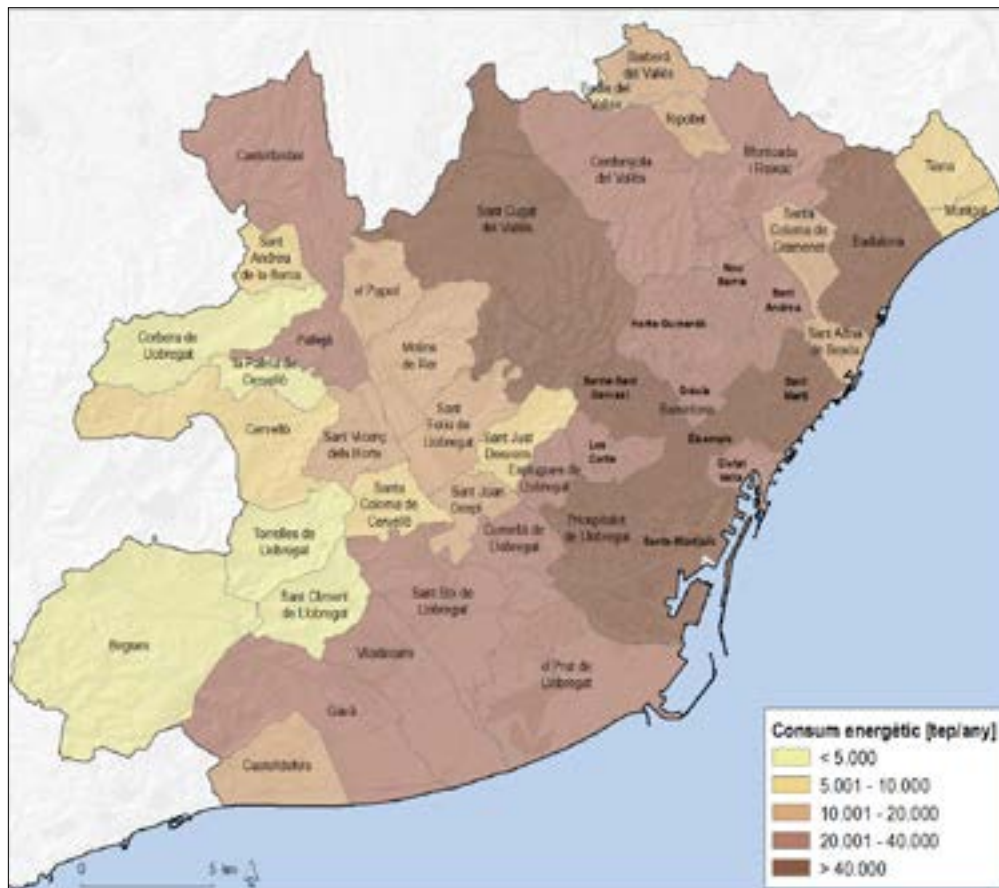 Barberà
del Vallès
Ripollet
Castellbisbal
Cerdanyola
del Vallès
Montcada
i Reixac
Tiana
Montgat
Sant Cugat
del Vallès
Santa
Coloma de
Gramenet
Badalona
Sant
Andreu
de la Barca
el Papiol
Nou
Barris
Sant
Andreu
Horta-Guinardó
Corbera de
Llobregat
Pallejà
Sant Adrià
de Besòs
Molins
de Rei
la Palma de
Cervelló
Sarrià-Sant
Gervasi
Gràcia
Sant
Martí
Barcelona
Cervelló
Sant Vicenç
dels Horts
Sant
Feliu de
Llobregat
Sant Just
Desvern
Les
Corts
Eixample
Ciutat
Vella
Esplugues de
Llobregat
Santa
Coloma de
Cervelló
Sant Joan
Despí
Torrelles de
Llobregat
Cornellà de
Llobregat
l'Hospitalet
de Llobregat
Sants-Montjuïc
Sant Climent
de Llobregat
Sant Boi de
Llobregat
Begues
Viladecans
el Prat de
Llobregat
Gavà
Castelldefels
Consum energètic [tep/any]
< 5.000
5.001 - 10.000
10.001 - 20.000
20.001 - 40.000
> 40.000
0 5 km